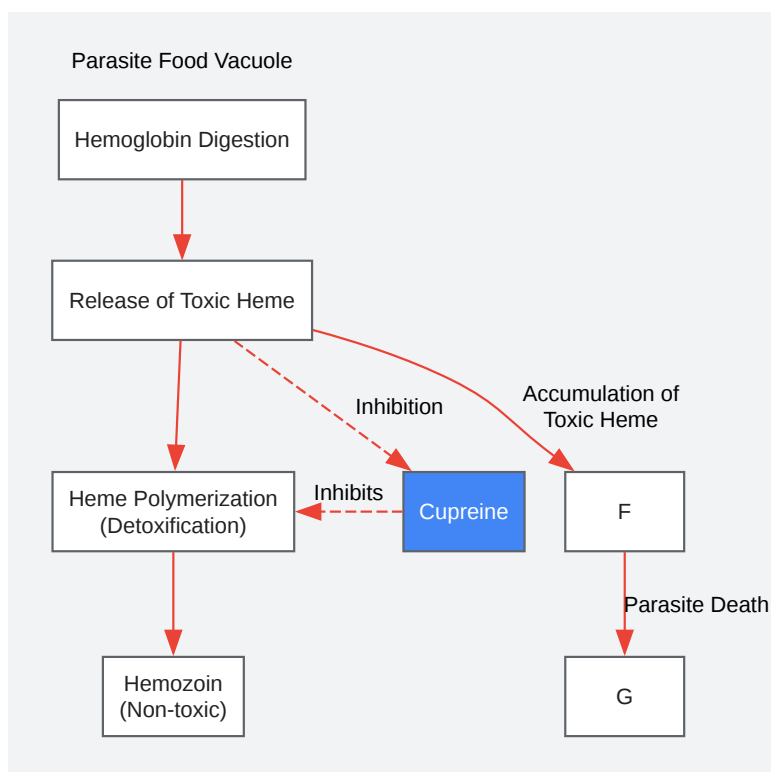 Parasite Food Vacuole
Hemoglobin Digestion
Release of Toxic Heme
Inhibition
Accumulation of
Toxic Heme
Heme Polymerization
(Detoxification)
Inhibits
Cupreine
F
Parasite Death
Hemozoin
(Non-toxic)
G